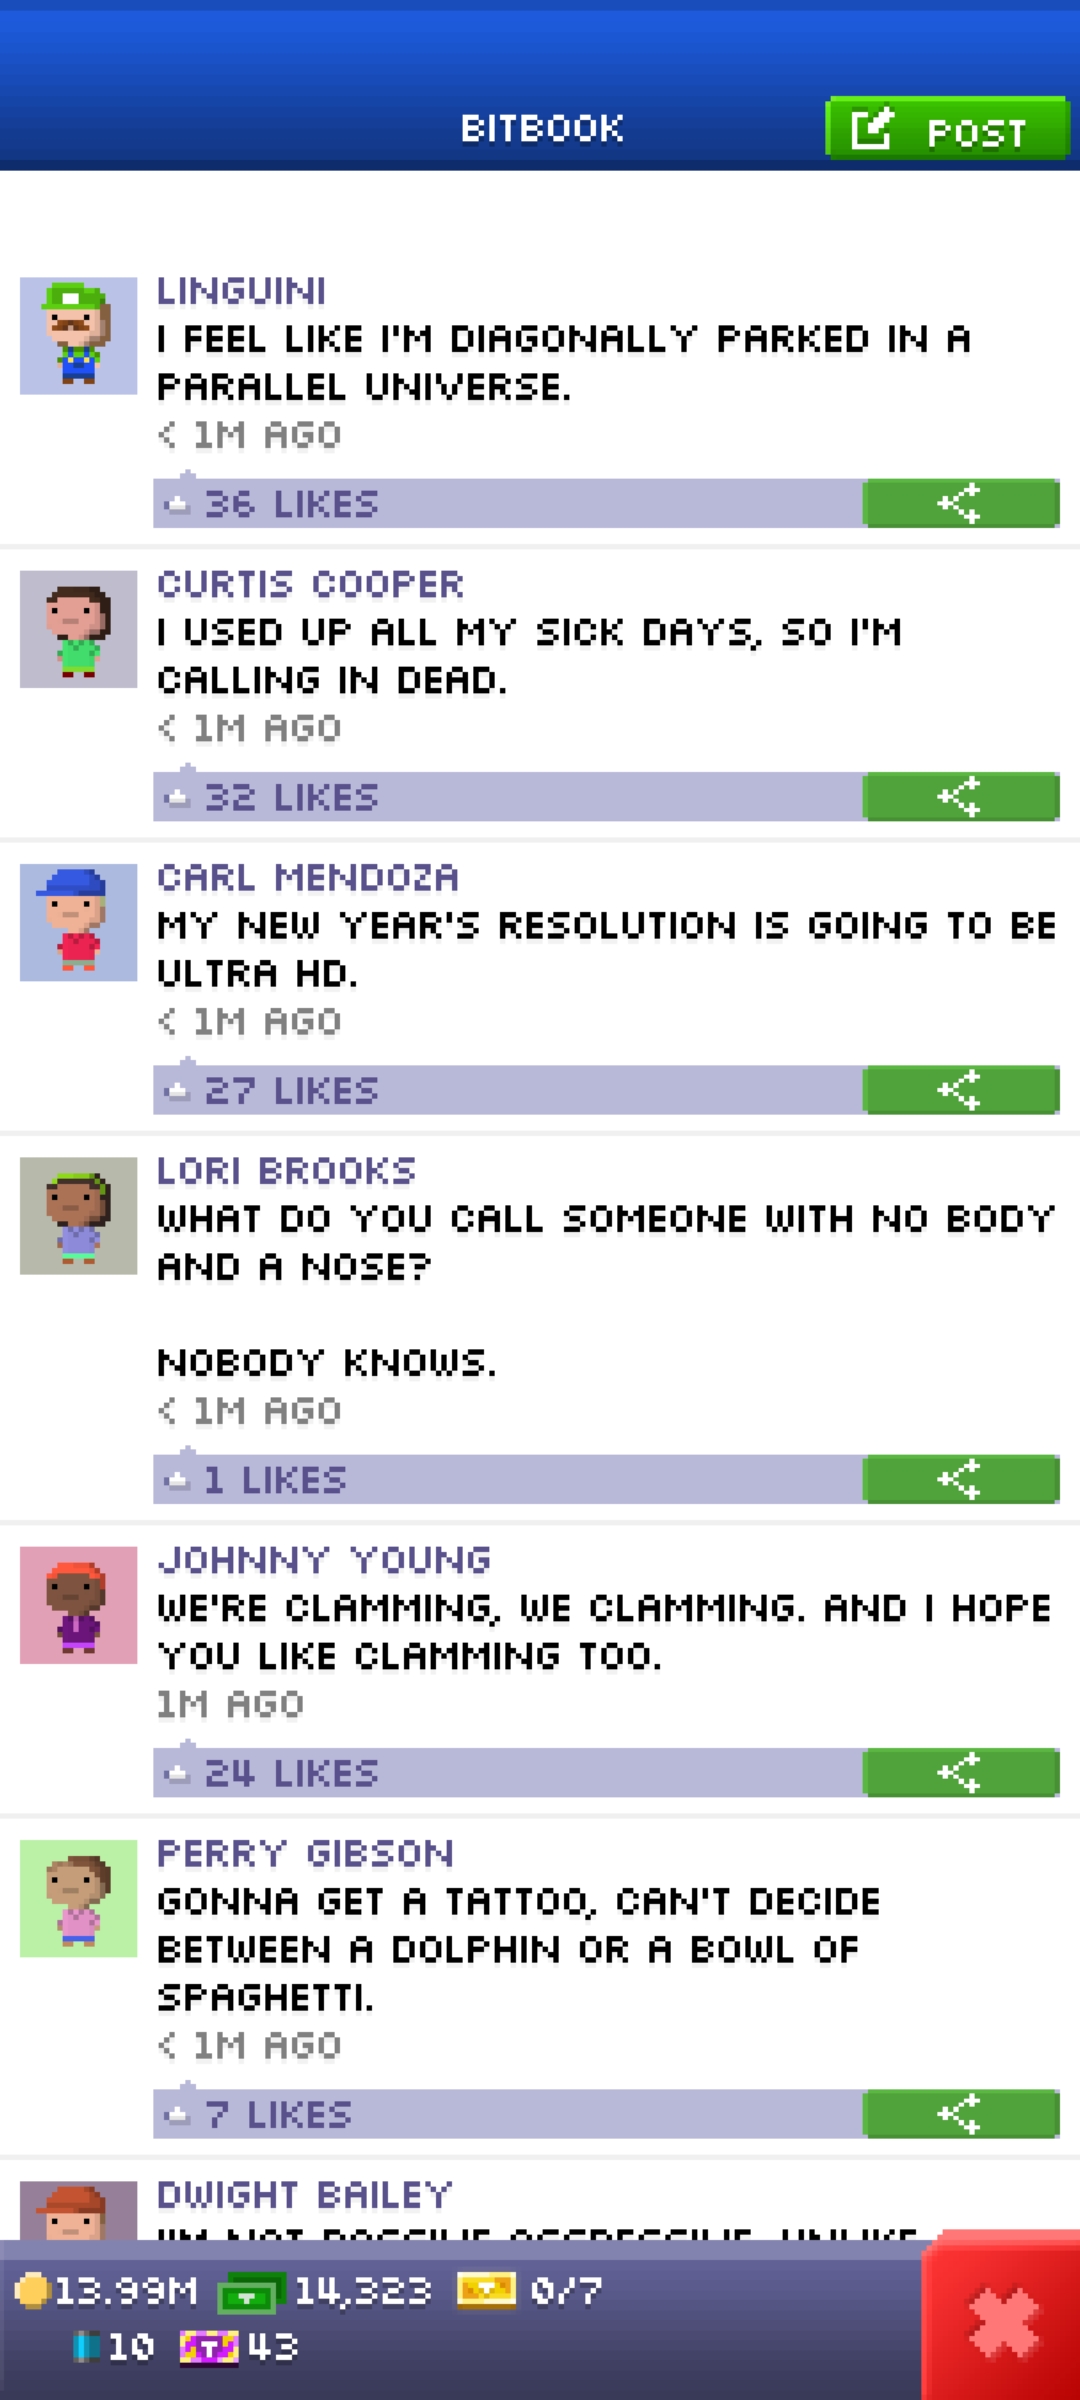 BITBOOK
POST
LINGUINI
I FEEL LIKE I'M DIAGONALLY PARKED IN A
PARALLEL UNIVERSE.
< 1M AGO
36 LIKES
CURTIS COOPER
I USED UP ALL MY SICK DAYS, SO I'M
CALLING IN DEAD.
< 1M AGO
32 LIKES
CARL MENDOZA
MY NEW YEAR'S RESOLUTION IS GOING TO BE
ULTRA HD.
< 1M AGO
27 LIKES
LORI BROOKS
WHAT DO YOU CALL SOMEONE WITH NO BODY
AND A NOSE?
NOBODY KNOWS.
< 1M AGO
1 LIKES
JOHNNY YOUNG
WE'RE CLAMMING, WE CLAMMING. AND I HOPE
YOU LIKE CLAMMING TOO.
1M AGO
24 LIKES
PERRY GIBSON
GONNA GET A TATTOO, CAN'T DECIDE
BETWEEN A DOLPHIN OR A BOWL OF
SPAGHETTI.
< 1M AGO
7 LIKES
DWIGHT BAILEY
I'M NOT PASSIVE AGGRESSIVE, UNLIKE
13.99M 14,323 0/7
10 43